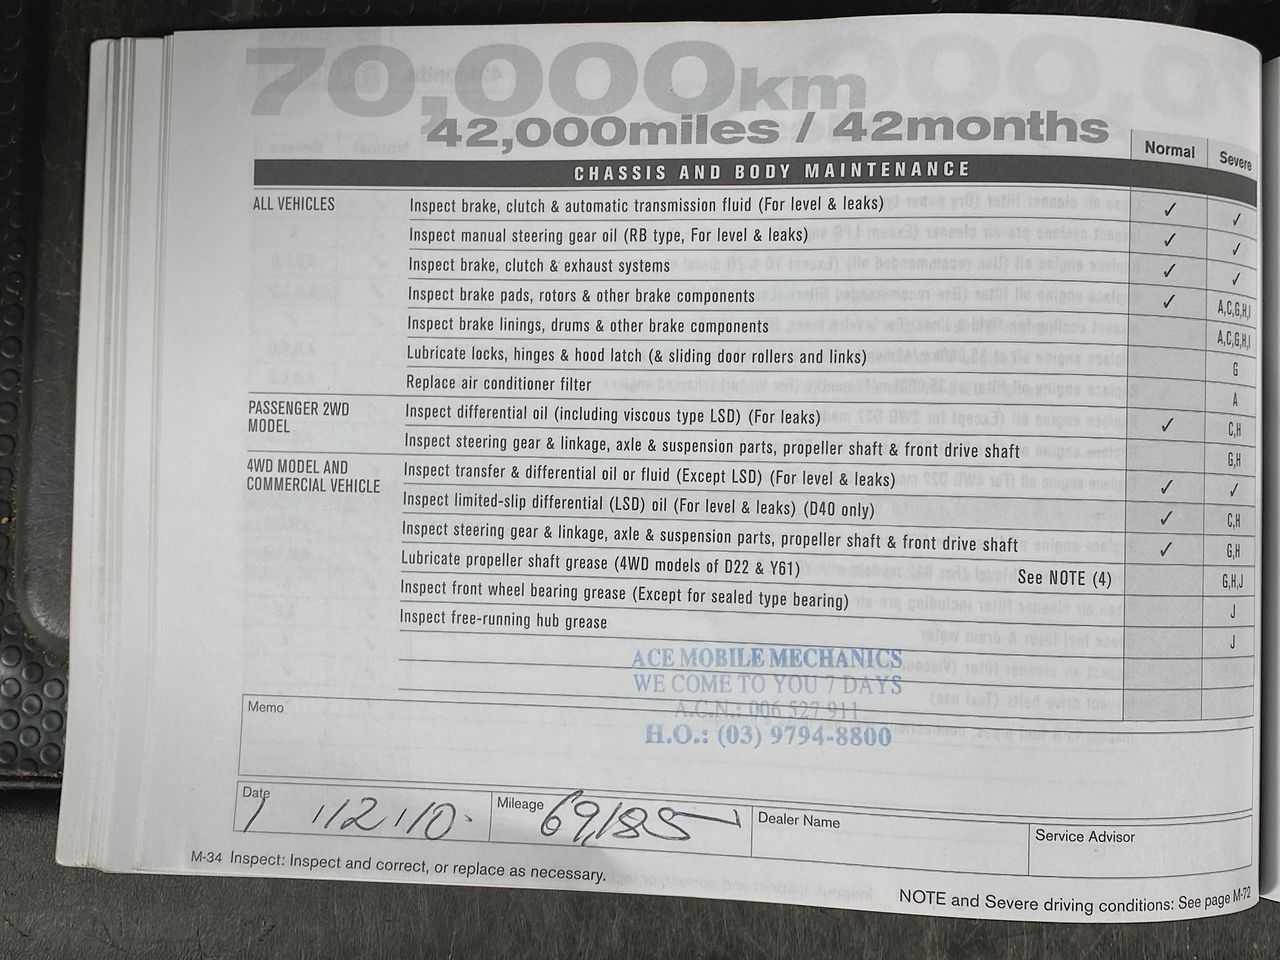 70,000km
42,000miles / 42months
Normal Severe
CHASSIS AND BODY MAINTENANCE
ALL VEHICLES Inspect brake, clutch & automatic transmission fluid (For level & leaks) ✓ ✓
Inspect manual steering gear oil (RB type, For level & leaks) ✓ ✓
Inspect brake, clutch & exhaust systems ✓ ✓
Inspect brake pads, rotors & other brake components ✓ A,C,G,H,I
Inspect brake linings, drums & other brake components A,C,G,H,I
Lubricate locks, hinges & hood latch (& sliding door rollers and links) G
Replace air conditioner filter A
PASSENGER 2WD MODEL Inspect differential oil (including viscous type LSD) (For leaks) ✓ C,H
Inspect steering gear & linkage, axle & suspension parts, propeller shaft & front drive shaft G,H
4WD MODEL AND COMMERCIAL VEHICLE Inspect transfer & differential oil or fluid (Except LSD) (For level & leaks) ✓ ✓
Inspect limited-slip differential (LSD) oil (For level & leaks) (D40 only) ✓ C,H
Inspect steering gear & linkage, axle & suspension parts, propeller shaft & front drive shaft ✓ G,H
Lubricate propeller shaft grease (4WD models of D22 & Y61) See NOTE (4) G,H,J
Inspect front wheel bearing grease (Except for sealed type bearing) J
Inspect free-running hub grease J
ACE MOBILE MECHANICS
WE COME TO YOU 7 DAYS
A.C.N.: 006 527 911
H.O.: (03) 9794-8800
Memo
Date 1/12/10. Mileage 69,185 Dealer Name Service Advisor
M-34 Inspect: Inspect and correct, or replace as necessary.
NOTE and Severe driving conditions: See page M-72